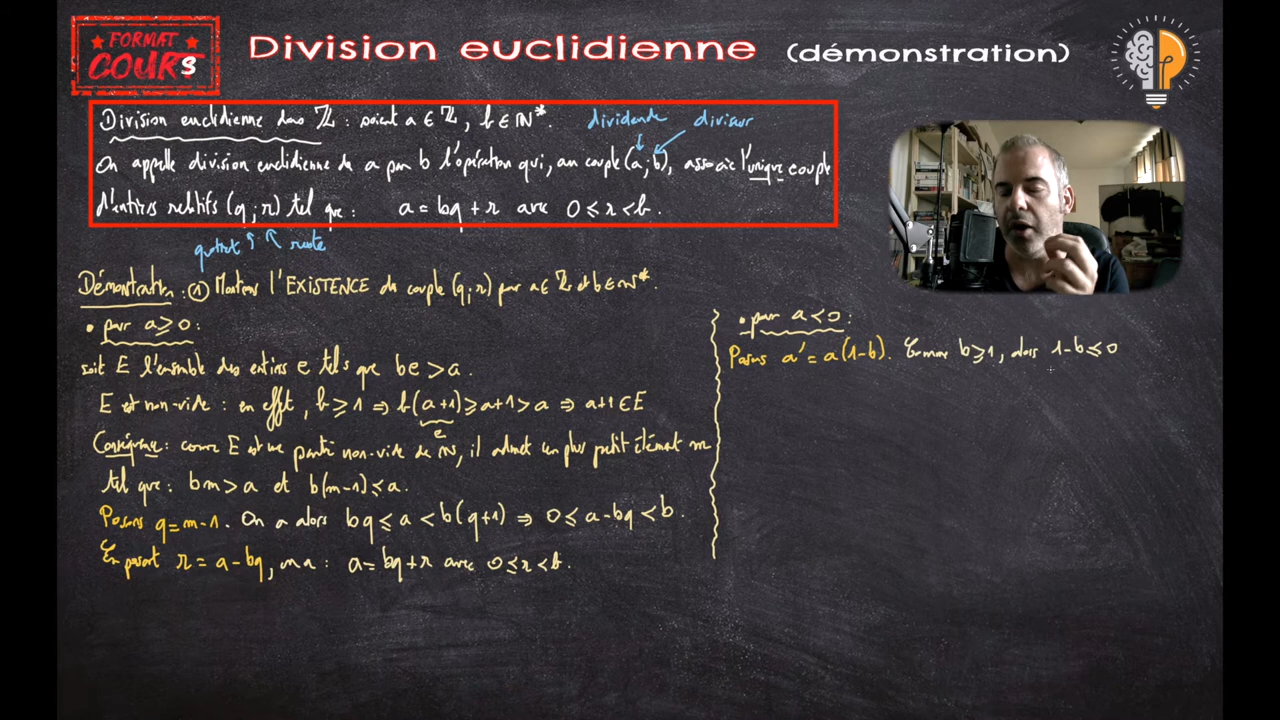 FORMAT
COURS
Division euclidienne (démonstration)
Division euclidienne dans ℤ : soient a ∈ ℤ, b ∈ ℕ*.
dividende diviseur
On appelle division euclidienne de a par b l'opération qui, au couple (a; b), associe l'unique couple
d'entiers relatifs (q; r) tel que : a = bq + r avec 0 ≤ r < b.
quotient reste
Démonstration : ① Montrons l'EXISTENCE du couple (q; r) pour a ∈ ℤ et b ∈ ℕ*.
• pour a ≥ 0 :
soit E l'ensemble des entiers e tels que be > a.
E est non-vide : en effet, b ≥ 1 ⇒ b(a+1) ≥ a+1 > a ⇒ a+1 ∈ E
e
Conséquence : comme E est une partie non-vide de ℕ, il admet un plus petit élément m
tel que : bm > a et b(m-1) ≤ a.
Posons q = m-1. On a alors bq ≤ a < b(q+1) ⇒ 0 ≤ a-bq < b.
En posant r = a-bq, on a : a = bq + r avec 0 ≤ r < b.
• pour a < 0 :
Posons a' = a(1-b). Comme b ≥ 1, alors 1-b ≤ 0